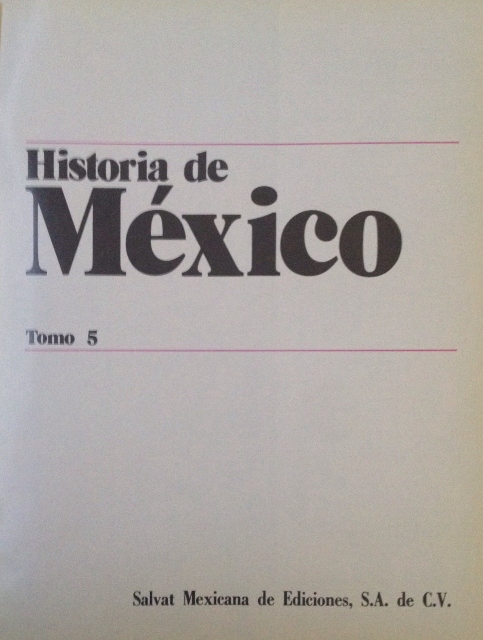 Historia de
México
Tomo 5
Salvat Mexicana de Ediciones, S.A. de C.V.